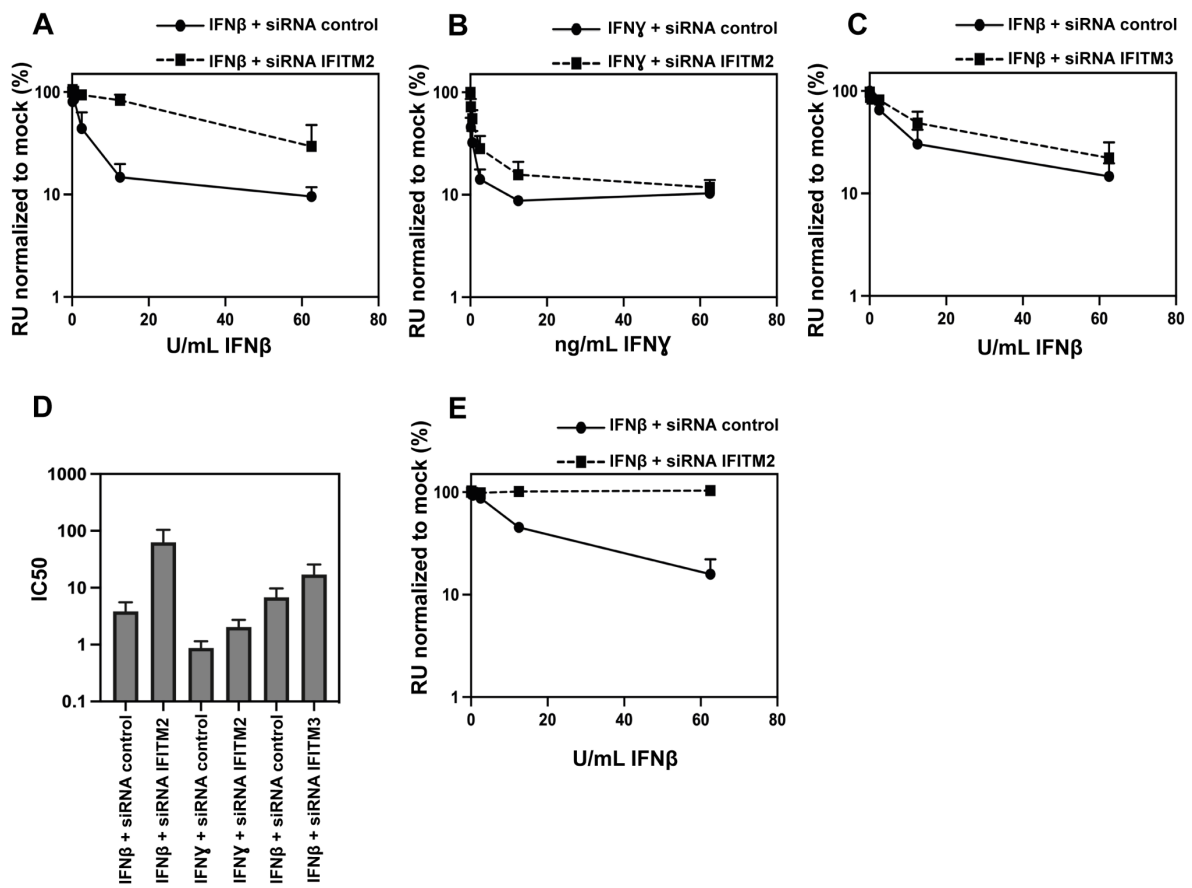 A
IFNβ + siRNA control
IFNβ + siRNA IFITM2
RU normalized to mock (%)
100
10
1
0 20 40 60 80
U/mL IFNβ
B
IFNɣ + siRNA control
IFNɣ + siRNA IFITM2
RU normalized to mock (%)
100
10
1
0 20 40 60 80
ng/mL IFNɣ
C
IFNβ + siRNA control
IFNβ + siRNA IFITM3
RU normalized to mock (%)
100
10
1
0 20 40 60 80
U/mL IFNβ
D
IC50
1000
100
10
1
0.1
IFNβ + siRNA control
IFNβ + siRNA IFITM2
IFNɣ + siRNA control
IFNɣ + siRNA IFITM2
IFNβ + siRNA control
IFNβ + siRNA IFITM3
E
IFNβ + siRNA control
IFNβ + siRNA IFITM2
RU normalized to mock (%)
100
10
1
0 20 40 60 80
U/mL IFNβ